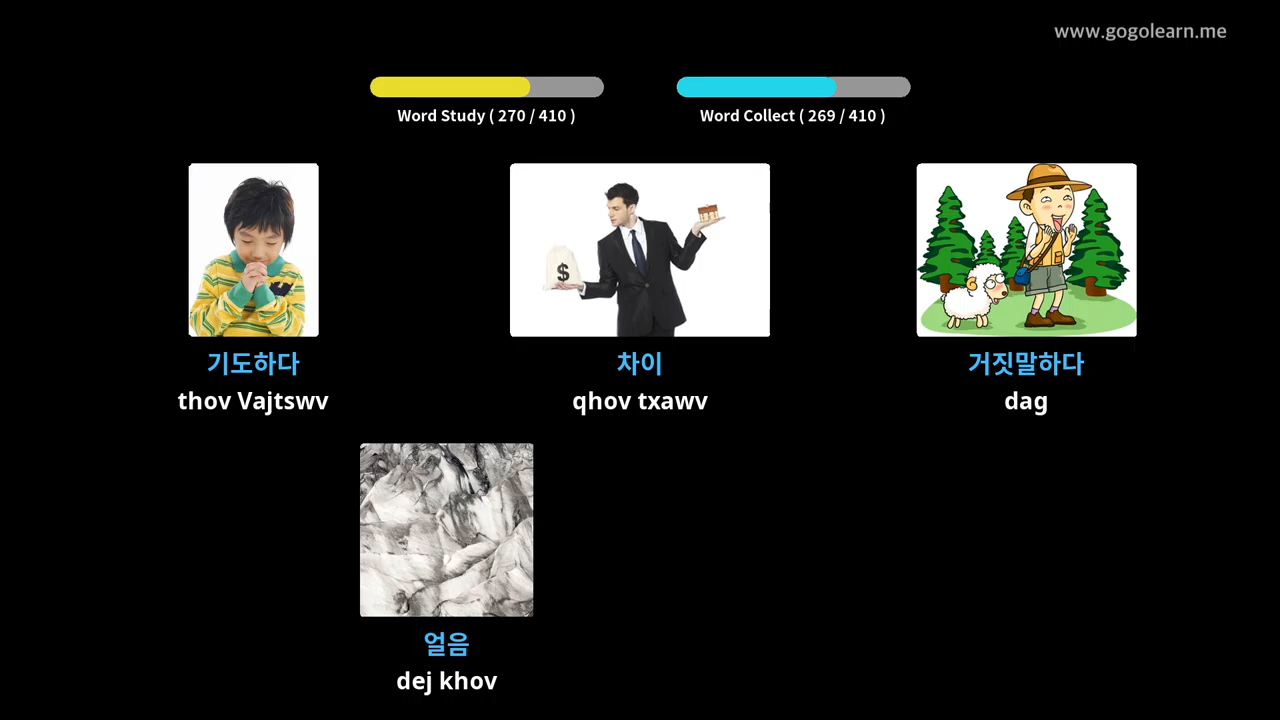 www.gogolearn.me
Word Study ( 270 / 410 )
Word Collect ( 269 / 410 )
$
기도하다
thov Vajtswv
차이
qhov txawv
거짓말하다
dag
얼음
dej khov